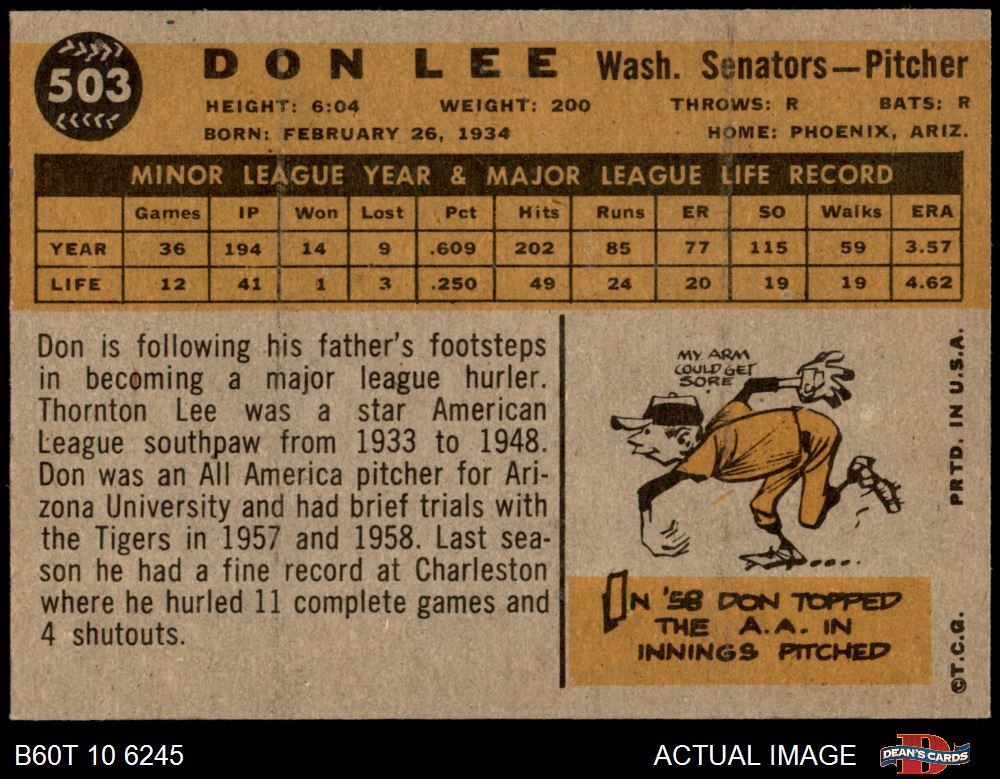 503
DON LEE Wash. Senators—Pitcher
HEIGHT: 6:04 WEIGHT: 200 THROWS: R BATS: R
BORN: FEBRUARY 26, 1934 HOME: PHOENIX, ARIZ.
MINOR LEAGUE YEAR & MAJOR LEAGUE LIFE RECORD
Games IP Won Lost Pct Hits Runs ER SO Walks ERA
YEAR 36 194 14 9 .609 202 85 77 115 59 3.57
LIFE 12 41 1 3 .250 49 24 20 19 19 4.62
Don is following his father's footsteps
in becoming a major league hurler.
Thornton Lee was a star American
League southpaw from 1933 to 1948.
Don was an All America pitcher for Ari-
zona University and had brief trials with
the Tigers in 1957 and 1958. Last sea-
son he had a fine record at Charleston
where he hurled 11 complete games and
4 shutouts.
MY ARM
COULD GET
SORE
IN '58 DON TOPPED
THE A.A. IN
INNINGS PITCHED
PRTD. IN U.S.A.
©T.C.G.
B60T 10 6245 ACTUAL IMAGE
DEAN'S CARDS